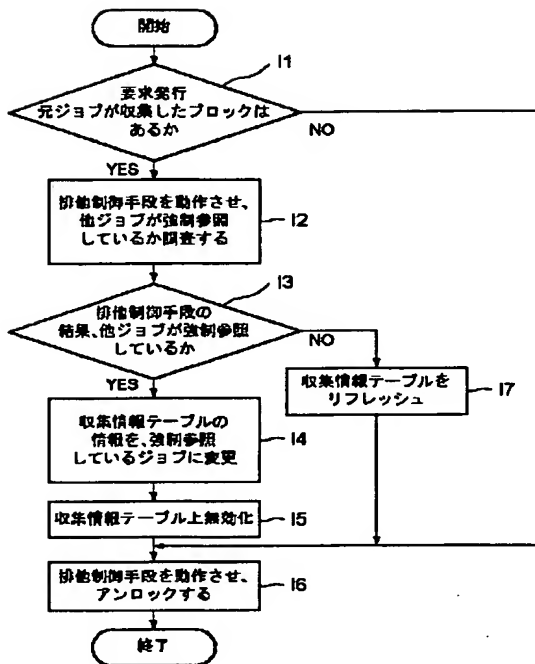 開始
I1
要求発行
元ジョブが収集したブロックは
あるか
NO
YES
排他制御手段を動作させ、
他ジョブが強制参照
しているか調査する
I2
I3
排他制御手段の
結果、他ジョブが強制参照
しているか
NO
YES
収集情報テーブルを
リフレッシュ
I7
収集情報テーブルの
情報を、強制参照
しているジョブに変更
I4
収集情報テーブル上無効化
I5
排他制御手段を動作させ、
アンロックする
I6
終了